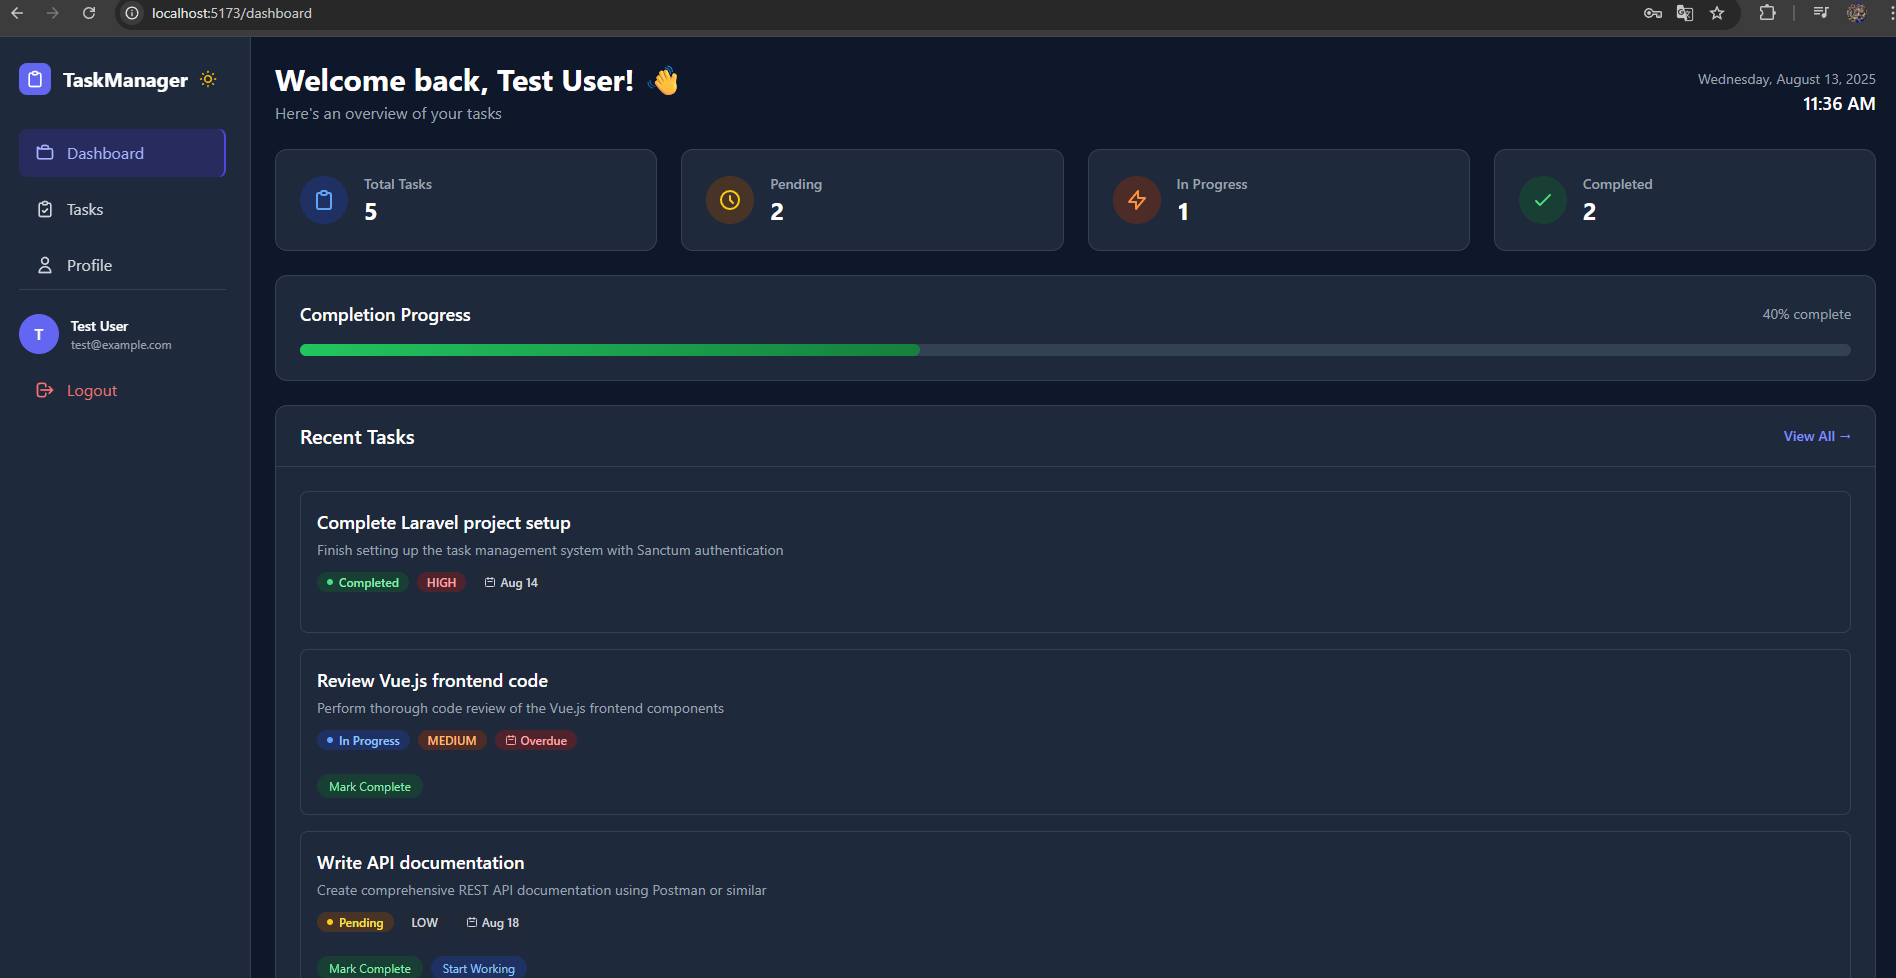 localhost:5173/dashboard
TaskManager
Dashboard
Tasks
Profile
T
Test User
test@example.com
Logout
Welcome back, Test User! 👋
Here's an overview of your tasks
Wednesday, August 13, 2025
11:36 AM
Total Tasks
5
Pending
2
In Progress
1
Completed
2
Completion Progress
40% complete
Recent Tasks
View All →
Complete Laravel project setup
Finish setting up the task management system with Sanctum authentication
Completed HIGH Aug 14
Review Vue.js frontend code
Perform thorough code review of the Vue.js frontend components
In Progress MEDIUM Overdue
Mark Complete
Write API documentation
Create comprehensive REST API documentation using Postman or similar
Pending LOW Aug 18
Mark Complete Start Working